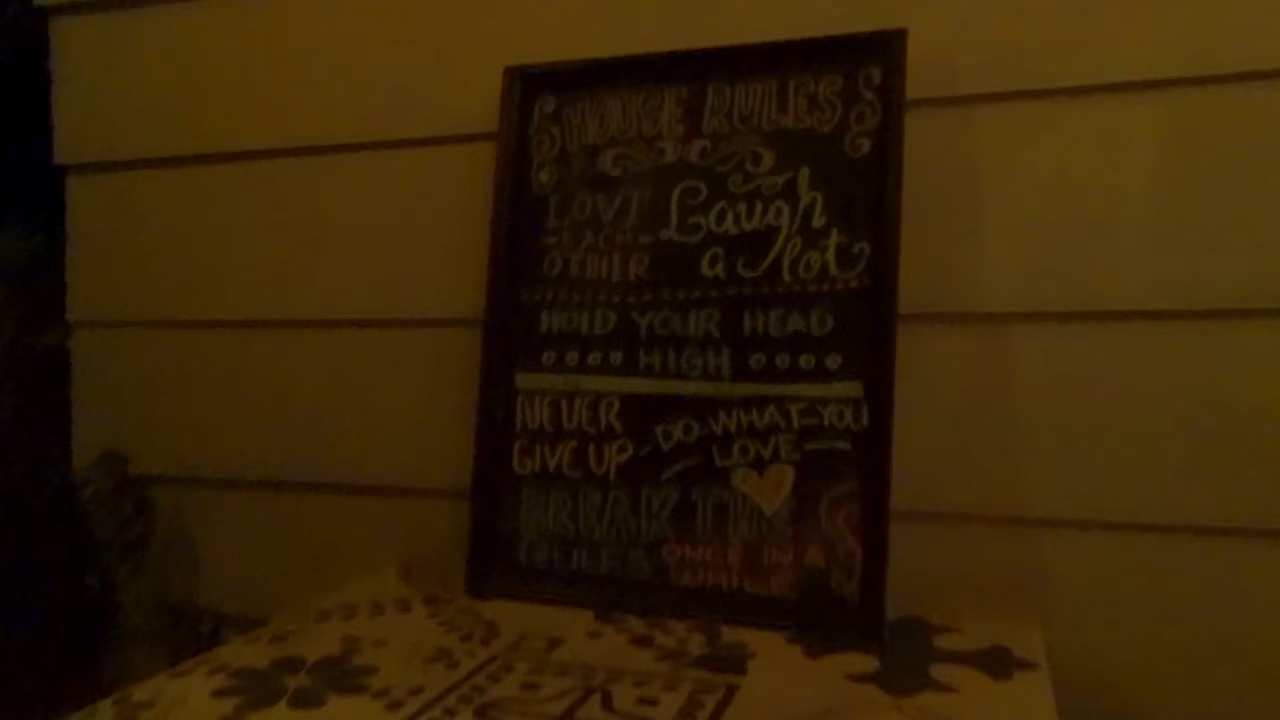 HOUSE RULES
LOVE
-EACH-
OTHER
Laugh
a lot
HOLD YOUR HEAD
HIGH
NEVER
GIVE UP
-DO-WHAT-YOU
LOVE
BREAK THE
RULES
ONCE IN A
WHILE